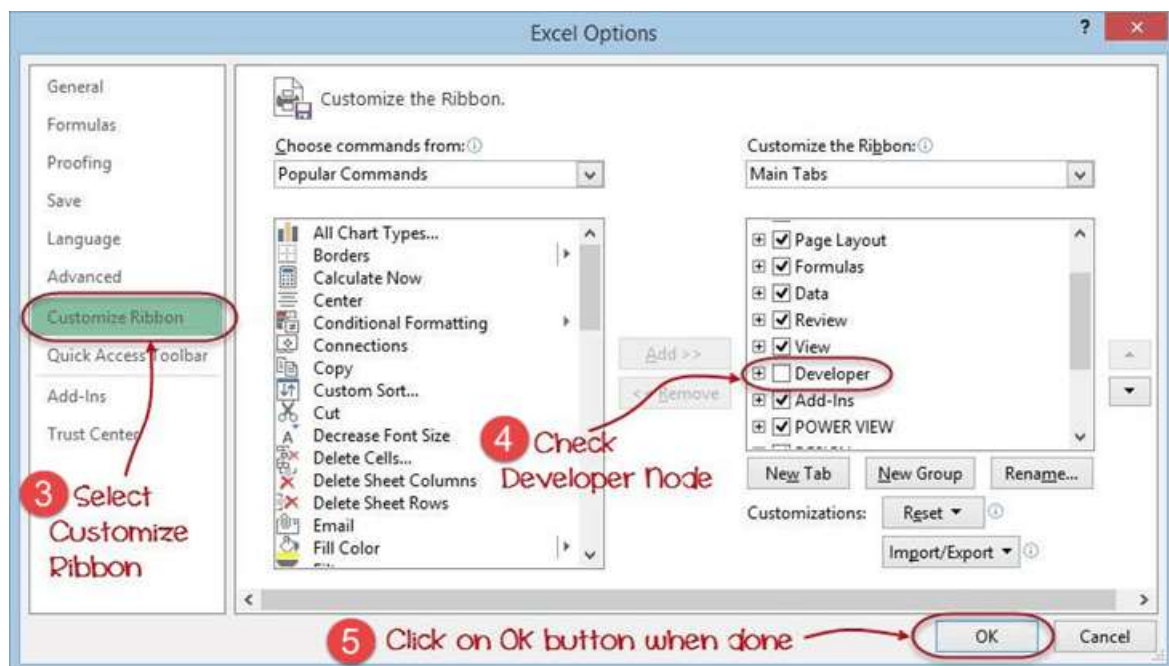 Excel Options
?
General
Formulas
Proofing
Save
Language
Advanced
Customize Ribbon
Quick Access Toolbar
Add-Ins
Trust Center
3 Select
Customize
Ribbon
Customize the Ribbon.
Choose commands from:
Popular Commands
All Chart Types...
Borders
Calculate Now
Center
Conditional Formatting
Connections
Copy
Custom Sort...
Cut
Decrease Font Size
Delete Cells...
Delete Sheet Columns
Delete Sheet Rows
Email
Fill Color
Add >>
<< Remove
4 Check
Developer Node
Customize the Ribbon:
Main Tabs
Page Layout
Formulas
Data
Review
View
Developer
Add-Ins
POWER VIEW
New Tab
New Group
Rename...
Customizations:
Reset
Import/Export
5 Click on OK button when done
OK
Cancel